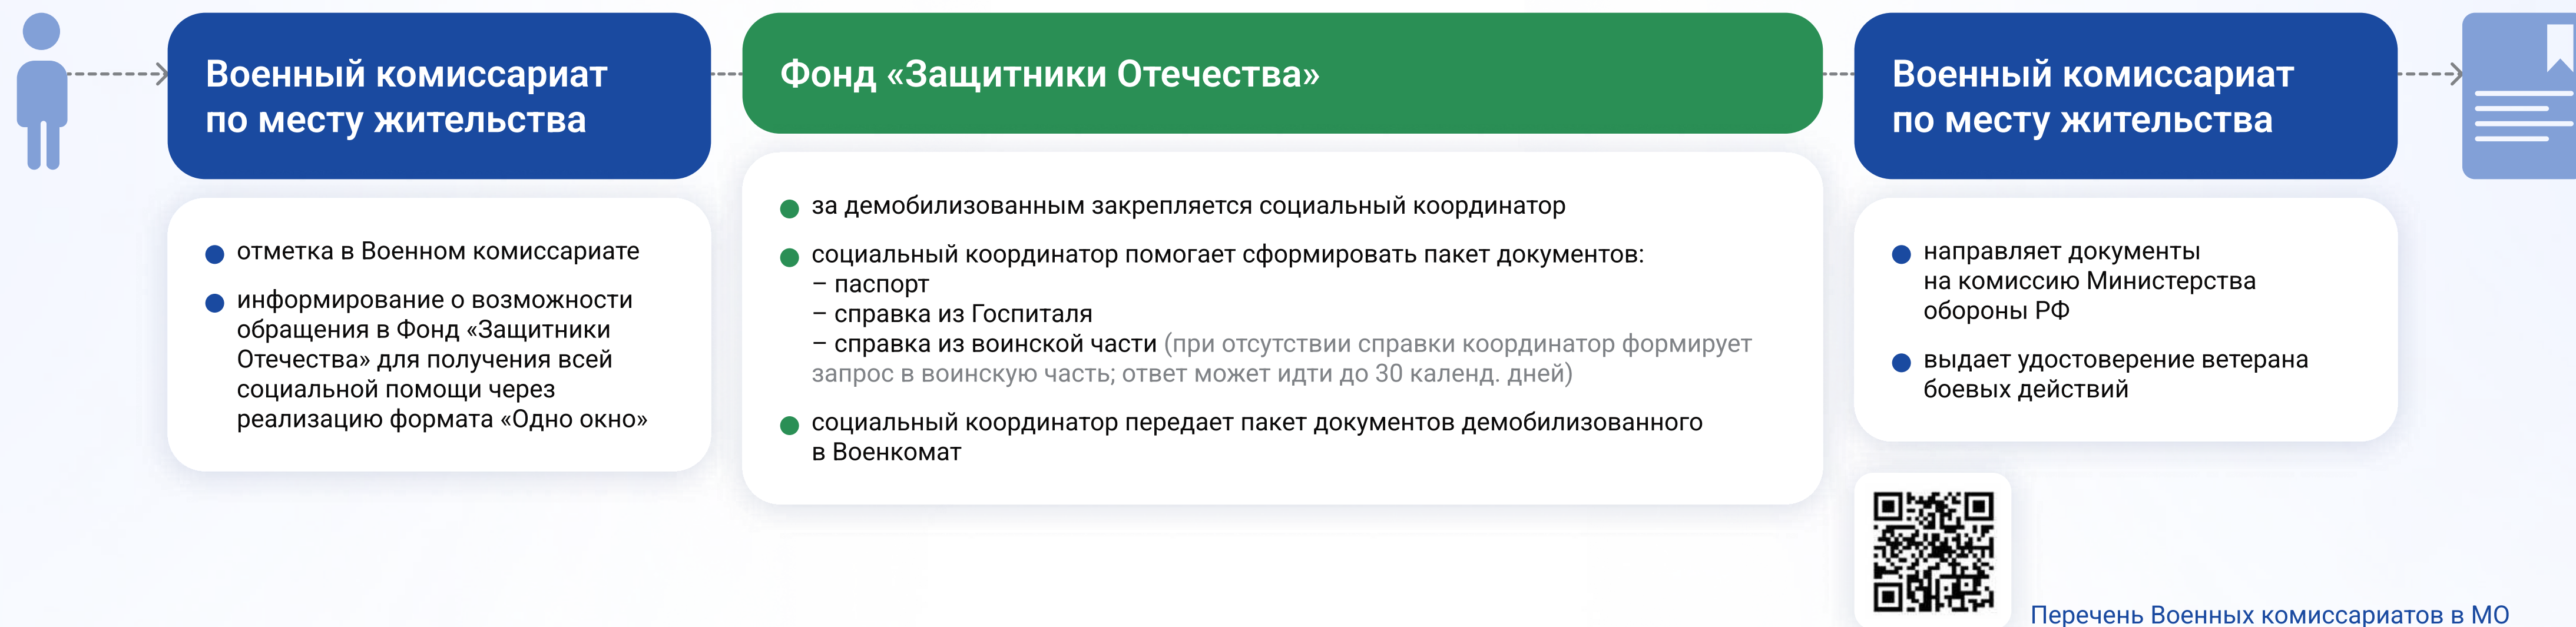 Военный комиссариат
по месту жительства
отметка в Военном комиссариате
информирование о возможности
обращения в Фонд «Защитники
Отечества» для получения всей
социальной помощи через
реализацию формата «Одно окно»
Фонд «Защитники Отечества»
за демобилизованным закрепляется социальный координатор
социальный координатор помогает сформировать пакет документов:
– паспорт
– справка из Госпиталя
– справка из воинской части (при отсутствии справки координатор формирует
запрос в воинскую часть; ответ может идти до 30 календ. дней)
социальный координатор передает пакет документов демобилизованного
в Военкомат
Военный комиссариат
по месту жительства
направляет документы
на комиссию Министерства
обороны РФ
выдает удостоверение ветерана
боевых действий
Перечень Военных комиссариатов в МО